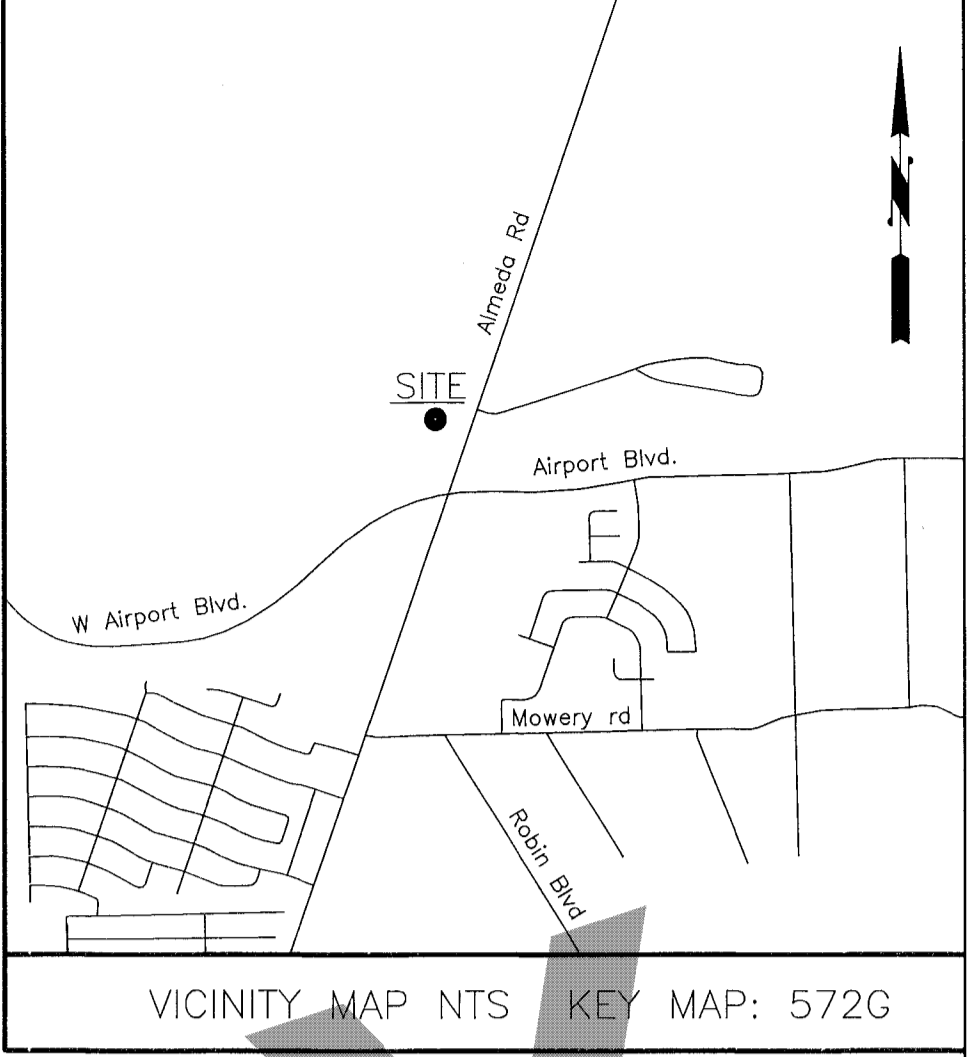 Almeda Rd
N
SITE
Airport Blvd.
W Airport Blvd.
Mowery rd
Robin Blvd
VICINITY MAP NTS KEY MAP: 572G